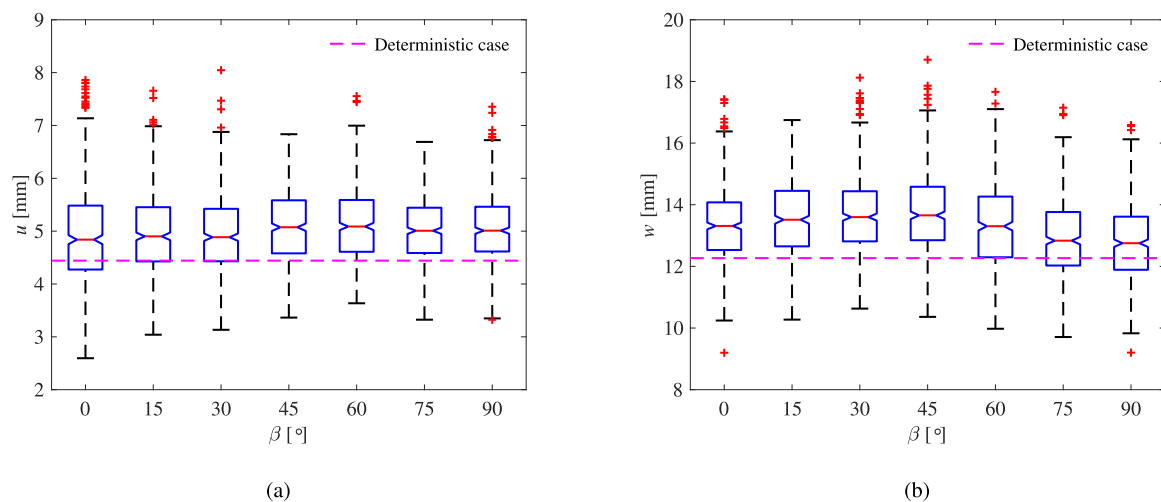 9
8
7
6
5
4
3
2
u [mm]
Deterministic case
0 15 30 45 60 75 90
β [°]
(a)
20
18
16
14
12
10
8
w [mm]
Deterministic case
0 15 30 45 60 75 90
β [°]
(b)